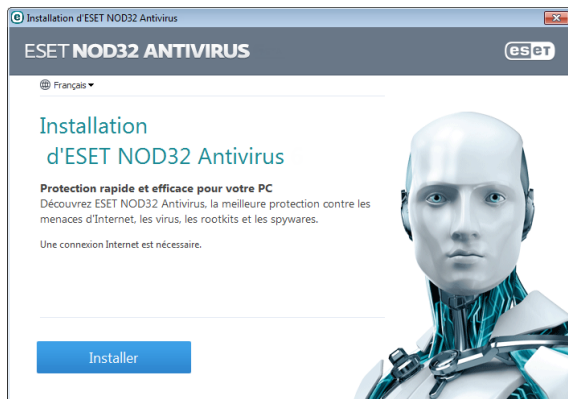 Installation d'ESET NOD32 Antivirus
ESET NOD32 ANTIVIRUS
eseT
Français
Installation
d'ESET NOD32 Antivirus
Protection rapide et efficace pour votre PC
Découvrez ESET NOD32 Antivirus, la meilleure protection contre les
menaces d'Internet, les virus, les rootkits et les spywares.
Une connexion Internet est nécessaire.
Installer